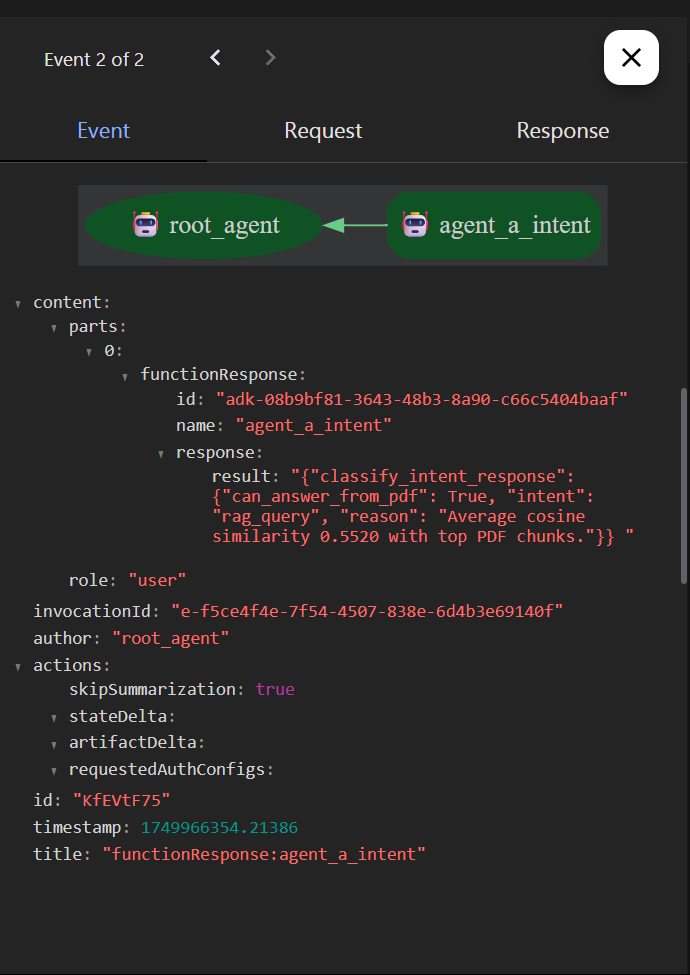 Event 2 of 2
Event Request Response
root_agent agent_a_intent
content:
parts:
0:
functionResponse:
id: "adk-08b9bf81-3643-48b3-8a90-c66c5404baaf"
name: "agent_a_intent"
response:
result: "{"classify_intent_response":
{"can_answer_from_pdf": True, "intent":
"rag_query", "reason": "Average cosine
similarity 0.5520 with top PDF chunks."}} "
role: "user"
invocationId: "e-f5ce4f4e-7f54-4507-838e-6d4b3e69140f"
author: "root_agent"
actions:
skipSummarization: true
stateDelta:
artifactDelta:
requestedAuthConfigs:
id: "KfEVtF75"
timestamp: 1749966354.21386
title: "functionResponse:agent_a_intent"